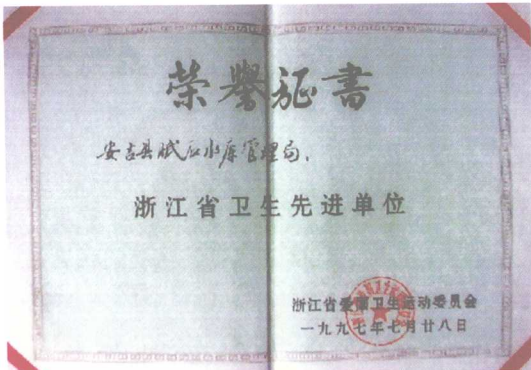 荣誉证书
安吉县赋石水库管理局、
浙江省卫生先进单位
浙江省爱国卫生运动委员会
一九九七年七月廿八日